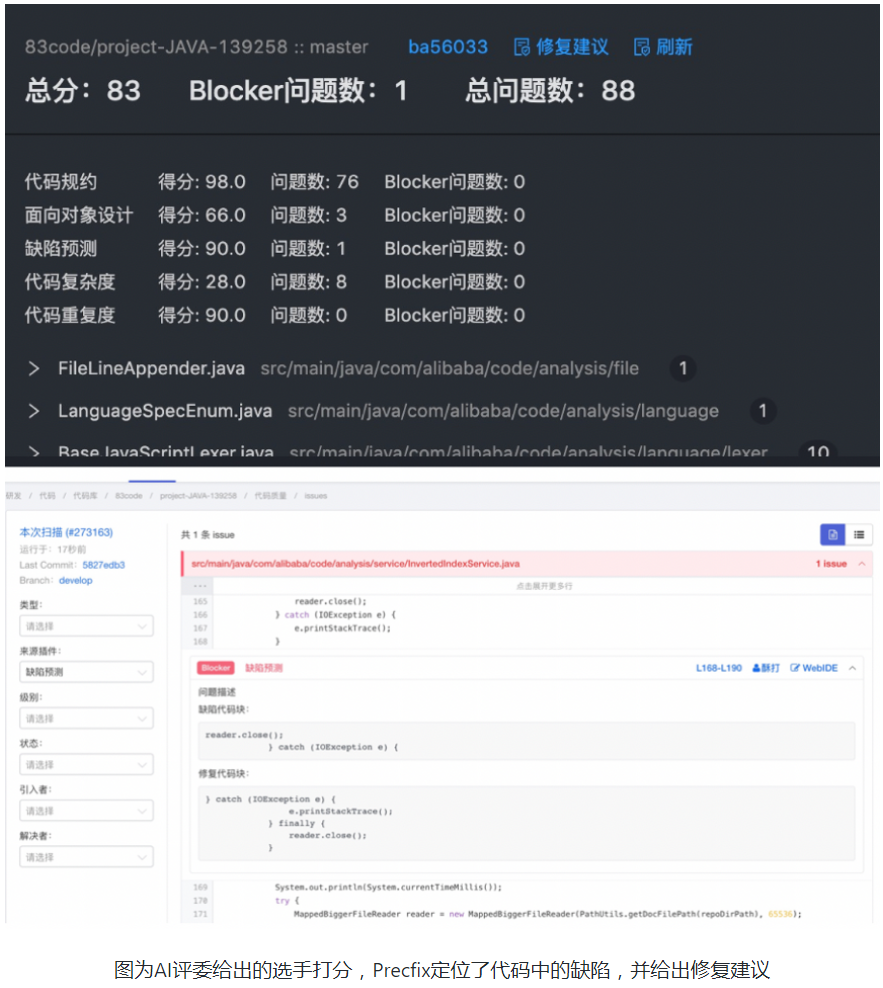 83code/project-JAVA-139258 :: master ba56033 修复建议 刷新
总分：83 Blocker问题数：1 总问题数：88
代码规约 得分: 98.0 问题数: 76 Blocker问题数: 0
面向对象设计 得分: 66.0 问题数: 3 Blocker问题数: 0
缺陷预测 得分: 90.0 问题数: 1 Blocker问题数: 0
代码复杂度 得分: 28.0 问题数: 8 Blocker问题数: 0
代码重复度 得分: 90.0 问题数: 0 Blocker问题数: 0
> FileLineAppender.java src/main/java/com/alibaba/code/analysis/file 1
> LanguageSpecEnum.java src/main/java/com/alibaba/code/analysis/language 1
> BaseJavaScriptLexer.java src/main/java/com/alibaba/code/analysis/language/lexer 10
研发 / 代码 / 代码库 / 83code / project-JAVA-139258 / 代码质量 / issues
本次扫描 (#273163)
运行于：17秒前
Last Commit: 5827edb3
Branch: develop
类型：
请选择
来源插件：
缺陷预测
级别：
请选择
状态：
请选择
引入者：
请选择
解决者：
请选择
共 1 条 issue
src/main/java/com/alibaba/code/analysis/service/InvertedIndexService.java 1 issue
... 点击展开更多行
165 reader.close();
166 } catch (IOException e) {
167 e.printStackTrace();
168 }
Blocker 缺陷预测 L168-L190 酥打 WebIDE
问题描述
缺陷代码块：
reader.close();
} catch (IOException e) {
修复代码块：
} catch (IOException e) {
e.printStackTrace();
} finally {
reader.close();
}
169 System.out.println(System.currentTimeMillis());
170 try {
171 MappedBiggerFileReader reader = new MappedBiggerFileReader(PathUtils.getDocFilePath(repoDirPath), 65536);
图为AI评委给出的选手打分，Precfix定位了代码中的缺陷，并给出修复建议